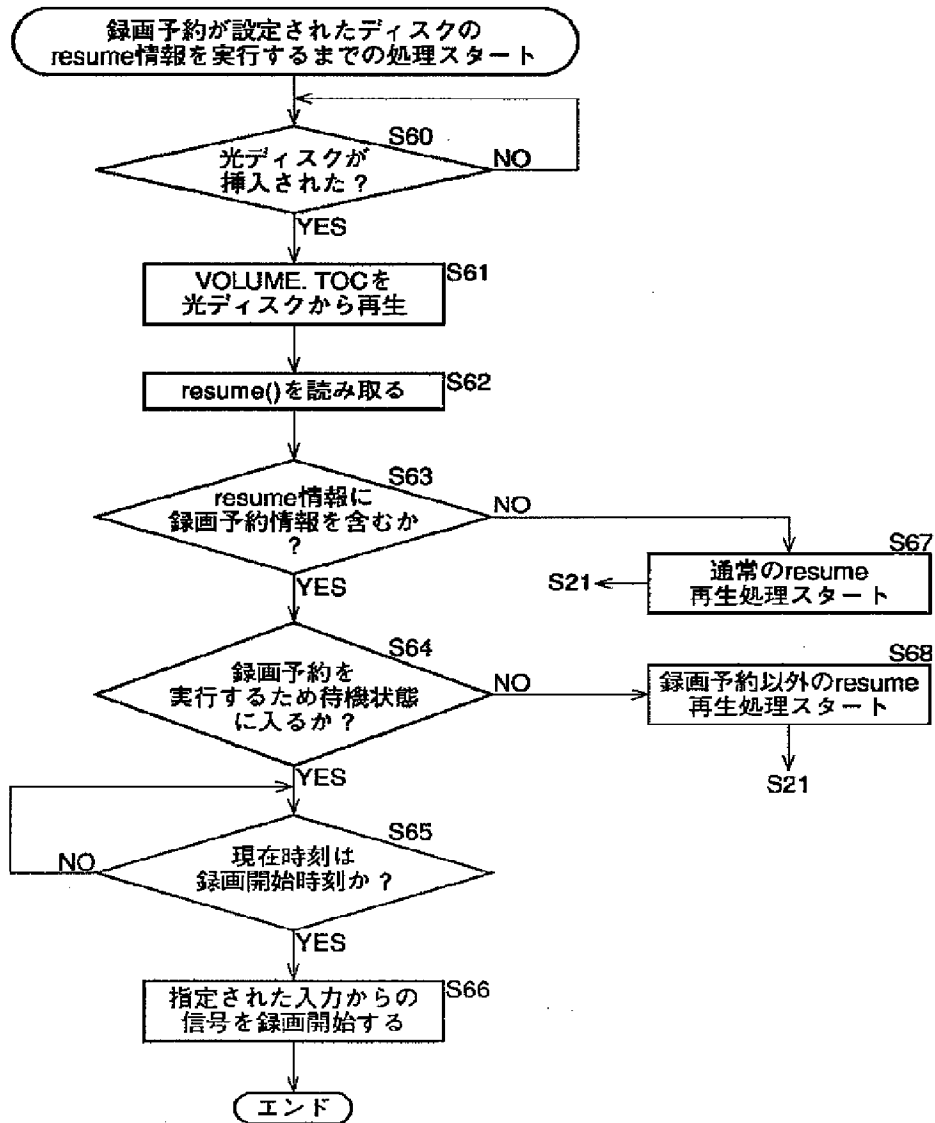 録画予約が設定されたディスクの
resume情報を実行するまでの処理スタート
S60
光ディスクが
挿入された?
NO
YES
VOLUME. TOCを
光ディスクから再生
S61
resume()を読み取る
S62
S63
resume情報に
録画予約情報を含むか
?
NO
YES
S67
通常のresume
再生処理スタート
S21
S64
録画予約を
実行するため待機状態
に入るか?
NO
YES
S68
録画予約以外のresume
再生処理スタート
S21
S65
現在時刻は
録画開始時刻か?
NO
YES
指定された入力からの
信号を録画開始する
S66
エンド